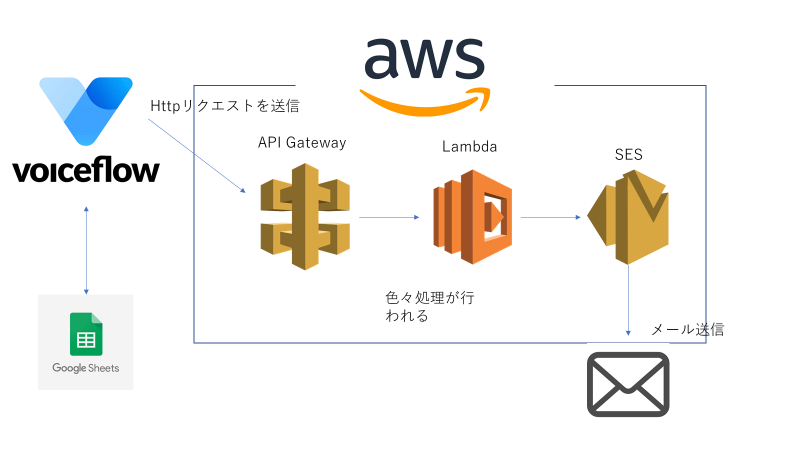 aws
Httpリクエストを送信
API Gateway
Lambda
SES
voiceflow
色々処理が行
われる
メール送信
Google Sheets